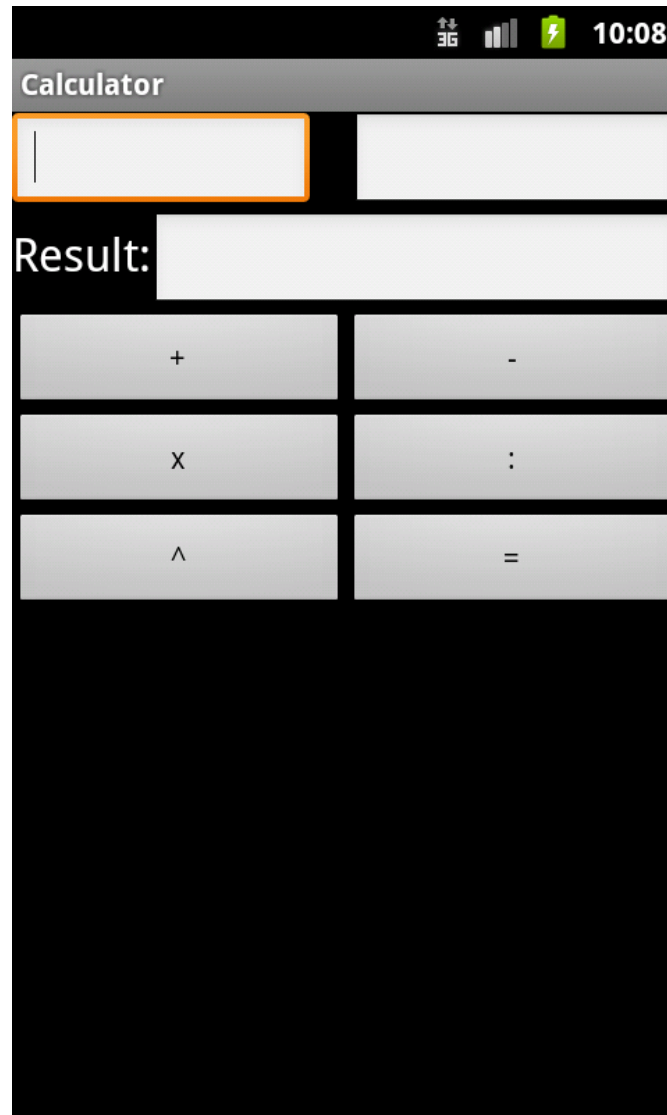 3G 10:08
Calculator
Result:
+ -
x :
^ =